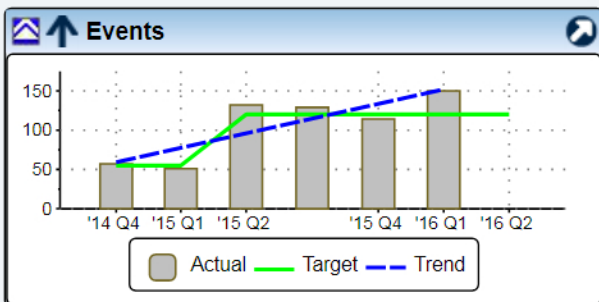 Events
150
100
50
0
'14 Q4 '15 Q1 '15 Q2 '15 Q4 '16 Q1 '16 Q2
Actual Target Trend